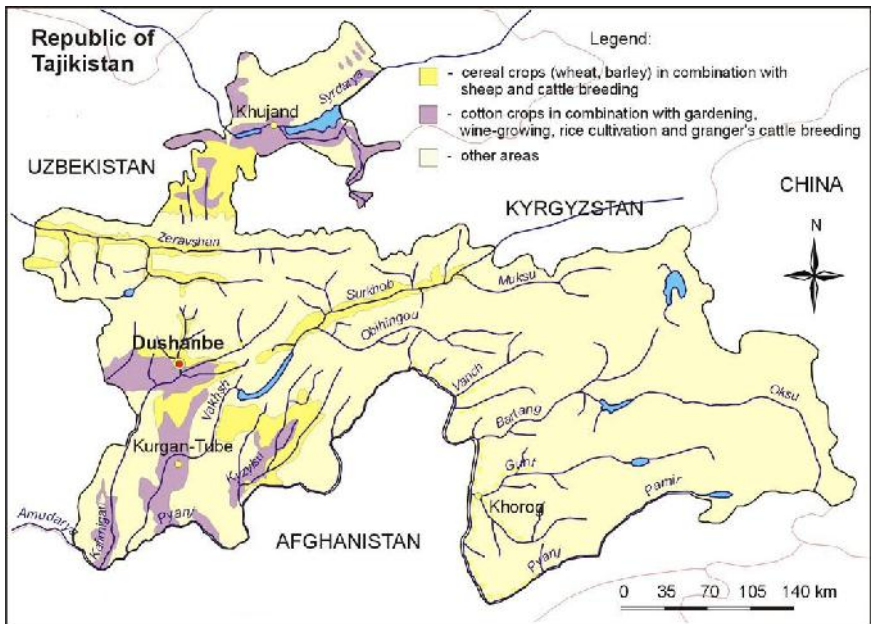 Republic of
Tajikistan
Legend:
- cereal crops (wheat, barley) in combination with
sheep and cattle breeding
- cotton crops in combination with gardening,
wine-growing, rice cultivation and granger's cattle breeding
- other areas
Khujand
Syrdarya
UZBEKISTAN
CHINA
KYRGYZSTAN
N
Zeravshan
Surkhob
Muksu
Obihingou
Dushanbe
Vakhsh
Vanch
Bartang
Oksu
Kurgan-Tube
Kyzylsu
Gunt
Khorog
Pamir
Amudarya
Kafirnigan
Pyanj
AFGHANISTAN
Pyanj
0 35 70 105 140 km